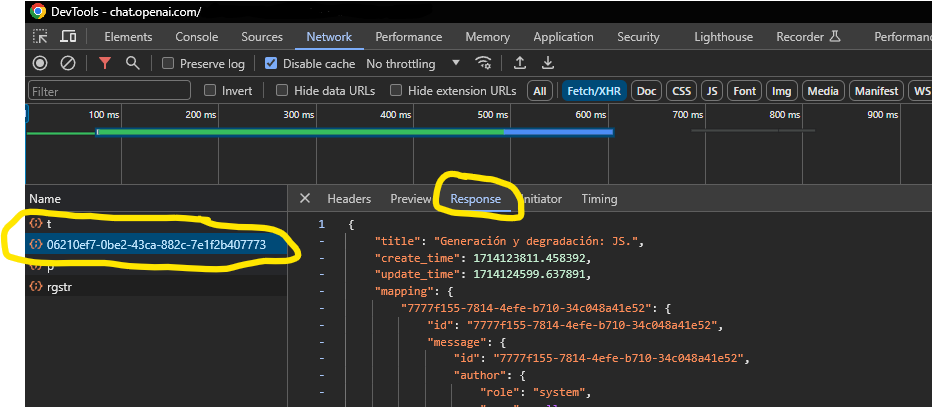 DevTools - chat.openai.com/
Elements Console Sources Network Performance Memory Application Security Lighthouse Recorder Performanc
Preserve log Disable cache No throttling
Filter Invert Hide data URLs Hide extension URLs All Fetch/XHR Doc CSS JS Font Img Media Manifest WS
100 ms 200 ms 300 ms 400 ms 500 ms 600 ms 700 ms 800 ms 900 ms
Name Headers Preview Response Initiator Timing
t
06210ef7-0be2-43ca-882c-7e1f2b407773
p
rgstr
1 {
- "title": "Generación y degradación: JS.",
- "create_time": 1714123811.458392,
- "update_time": 1714124599.637891,
- "mapping": {
- "7777f155-7814-4efe-b710-34c048a41e52": {
- "id": "7777f155-7814-4efe-b710-34c048a41e52",
- "message": {
- "id": "7777f155-7814-4efe-b710-34c048a41e52",
- "author": {
- "role": "system",